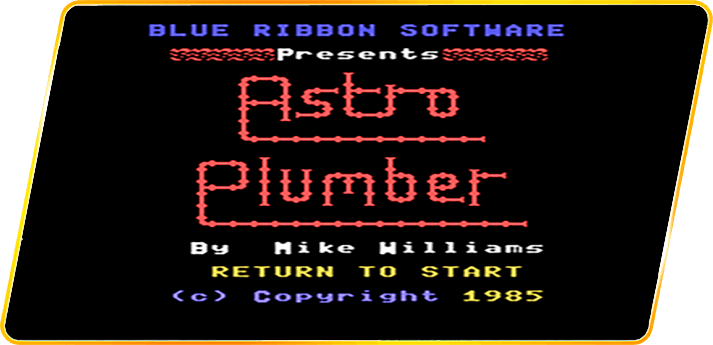 BLUE RIBBON SOFTWARE
Presents
Astro
Plumber
By Mike Williams
RETURN TO START
(c) Copyright 1985